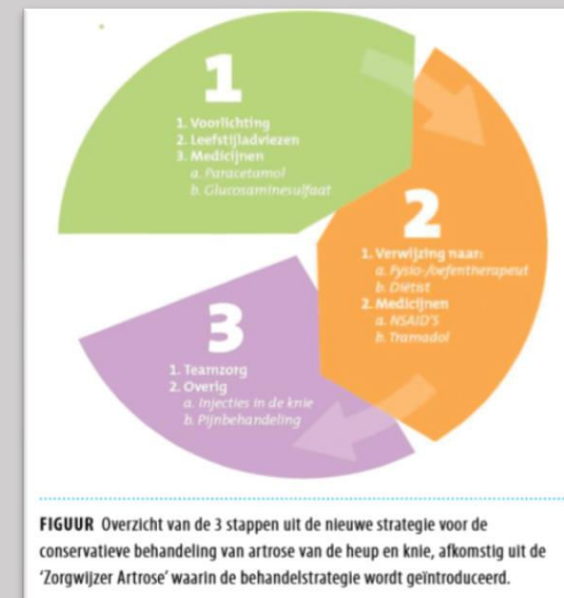 1
1. Voorlichting
2. Leefstijladviezen
3. Medicijnen
a. Paracetamol
b. Glucosaminesulfaat
2
1. Verwijzing naar:
a. Fysio-/oefentherapeut
b. Diëtist
2. Medicijnen
a. NSAID'S
b. Tramadol
3
1. Teamzorg
2. Overig
a. Injecties in de knie
b. Pijnbehandeling
FIGUUR Overzicht van de 3 stappen uit de nieuwe strategie voor de
conservatieve behandeling van artrose van de heup en knie, afkomstig uit de
'Zorgwijzer Artrose' waarin de behandelstrategie wordt geïntroduceerd.